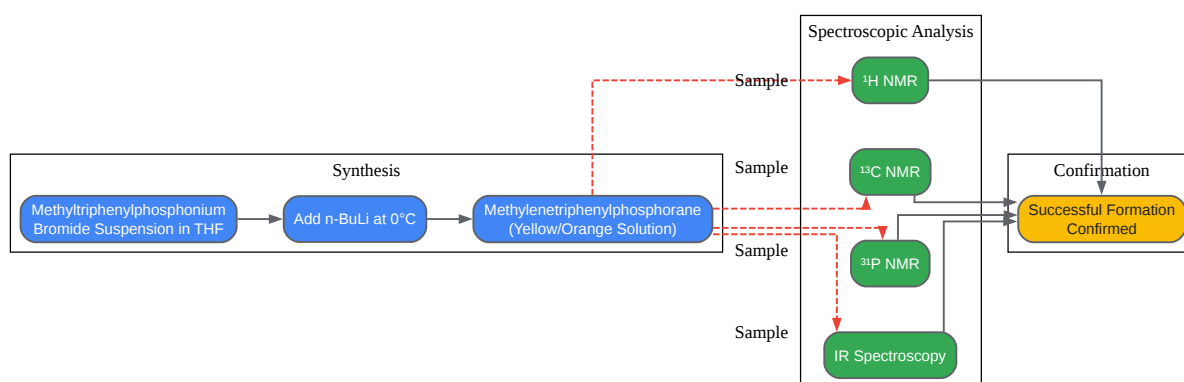 Synthesis
Methyltriphenylphosphonium
Bromide Suspension in THF
Add n-BuLi at 0°C
Methylenetriphenylphosphorane
(Yellow/Orange Solution)
Sample
Sample
Sample
Sample
Spectroscopic Analysis
¹H NMR
¹³C NMR
³¹P NMR
IR Spectroscopy
Confirmation
Successful Formation
Confirmed